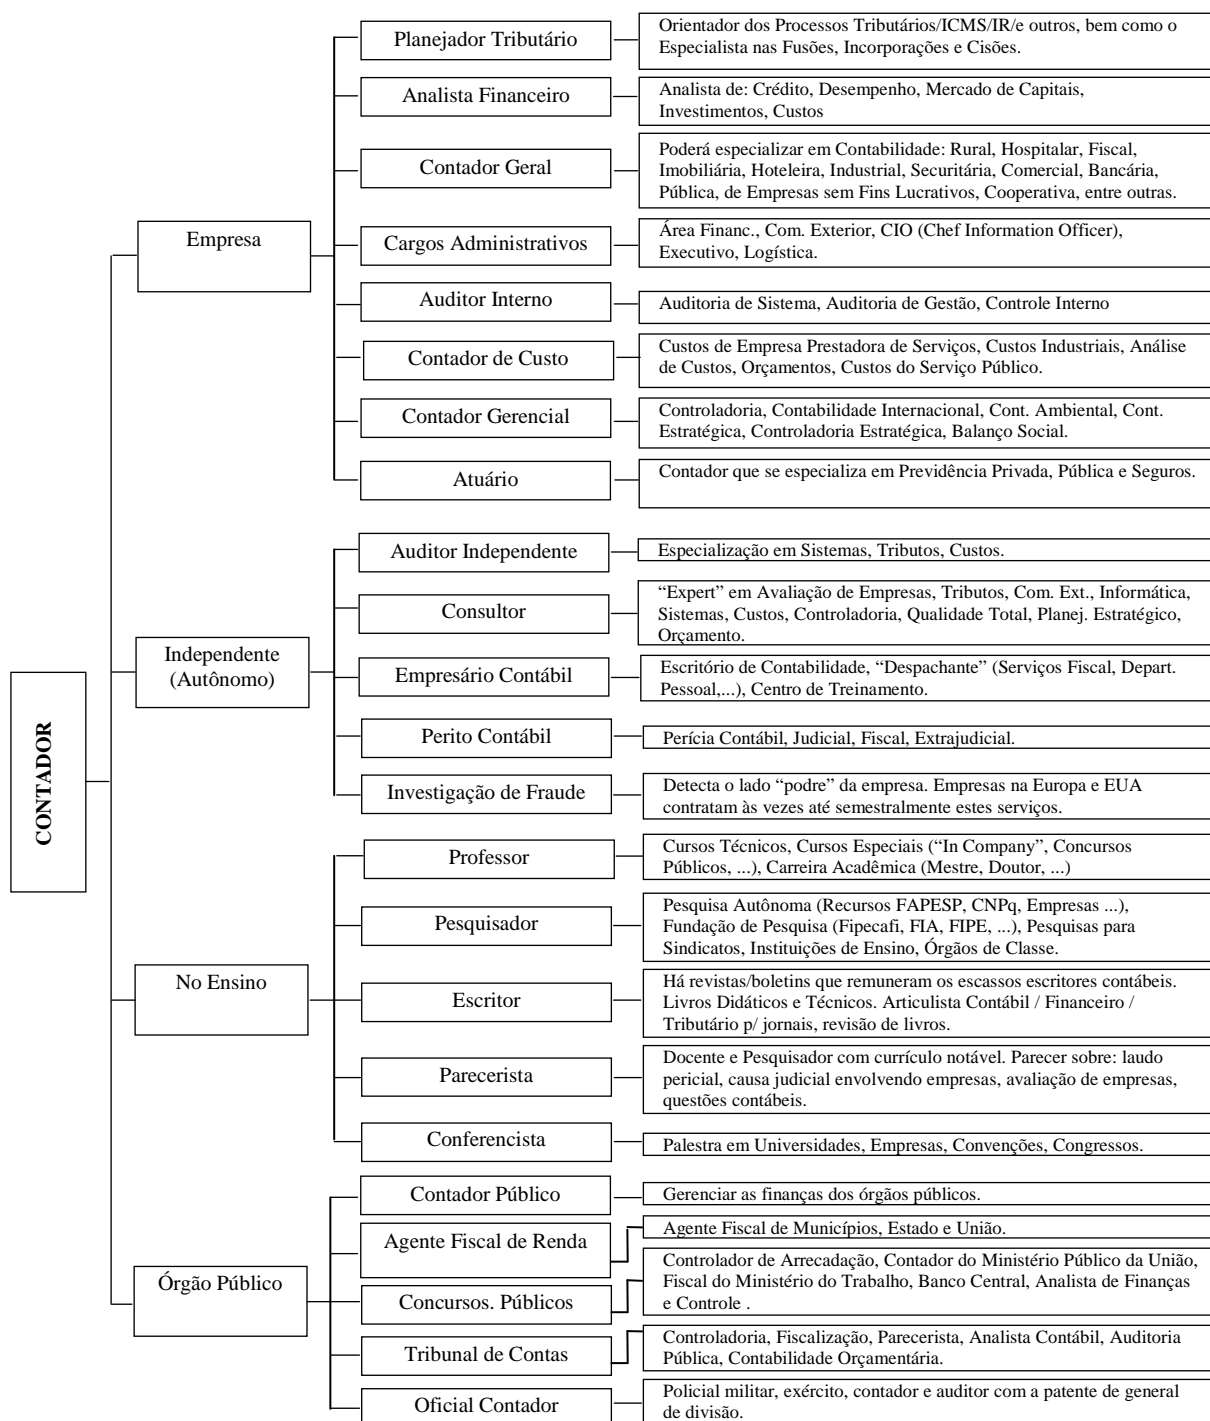 CONTADOR
Empresa
Planejador Tributário
Orientador dos Processos Tributários/ICMS/IR/e outros, bem como o
Especialista nas Fusões, Incorporações e Cisões.
Analista Financeiro
Analista de: Crédito, Desempenho, Mercado de Capitais,
Investimentos, Custos
Contador Geral
Poderá especializar em Contabilidade: Rural, Hospitalar, Fiscal,
Imobiliária, Hoteleira, Industrial, Securitária, Comercial, Bancária,
Pública, de Empresas sem Fins Lucrativos, Cooperativa, entre outras.
Cargos Administrativos
Área Financ., Com. Exterior, CIO (Chef Information Officer),
Executivo, Logística.
Auditor Interno
Auditoria de Sistema, Auditoria de Gestão, Controle Interno
Contador de Custo
Custos de Empresa Prestadora de Serviços, Custos Industriais, Análise
de Custos, Orçamentos, Custos do Serviço Público.
Contador Gerencial
Controladoria, Contabilidade Internacional, Cont. Ambiental, Cont.
Estratégica, Controladoria Estratégica, Balanço Social.
Atuário
Contador que se especializa em Previdência Privada, Pública e Seguros.
Independente
(Autônomo)
Auditor Independente
Especialização em Sistemas, Tributos, Custos.
Consultor
“Expert” em Avaliação de Empresas, Tributos, Com. Ext., Informática,
Sistemas, Custos, Controladoria, Qualidade Total, Planej. Estratégico,
Orçamento.
Empresário Contábil
Escritório de Contabilidade, “Despachante” (Serviços Fiscal, Depart.
Pessoal,...), Centro de Treinamento.
Perito Contábil
Perícia Contábil, Judicial, Fiscal, Extrajudicial.
Investigação de Fraude
Detecta o lado “podre” da empresa. Empresas na Europa e EUA
contratam às vezes até semestralmente estes serviços.
No Ensino
Professor
Cursos Técnicos, Cursos Especiais (“In Company”, Concursos
Públicos, ...), Carreira Acadêmica (Mestre, Doutor, ...)
Pesquisador
Pesquisa Autônoma (Recursos FAPESP, CNPq, Empresas ...),
Fundação de Pesquisa (Fipecafi, FIA, FIPE, ...), Pesquisas para
Sindicatos, Instituições de Ensino, Órgãos de Classe.
Escritor
Há revistas/boletins que remuneram os escassos escritores contábeis.
Livros Didáticos e Técnicos. Articulista Contábil / Financeiro /
Tributário p/ jornais, revisão de livros.
Parecerista
Docente e Pesquisador com currículo notável. Parecer sobre: laudo
pericial, causa judicial envolvendo empresas, avaliação de empresas,
questões contábeis.
Conferencista
Palestra em Universidades, Empresas, Convenções, Congressos.
Órgão Público
Contador Público
Gerenciar as finanças dos órgãos públicos.
Agente Fiscal de Renda
Agente Fiscal de Municípios, Estado e União.
Concursos. Públicos
Controlador de Arrecadação, Contador do Ministério Público da União,
Fiscal do Ministério do Trabalho, Banco Central, Analista de Finanças
e Controle .
Tribunal de Contas
Controladoria, Fiscalização, Parecerista, Analista Contábil, Auditoria
Pública, Contabilidade Orçamentária.
Oficial Contador
Policial militar, exército, contador e auditor com a patente de general
de divisão.